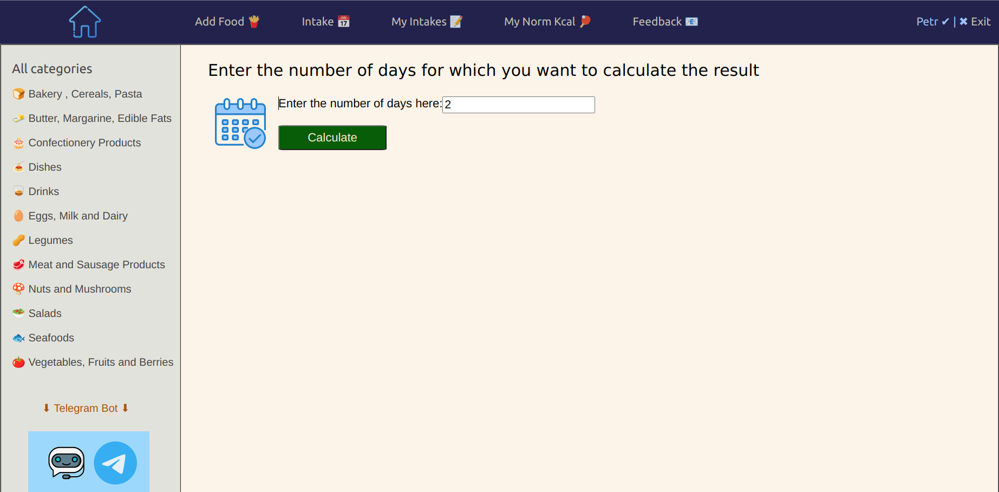 Add Food
Intake
My Intakes
My Norm Kcal
Feedback
Petr ✔ | ✖ Exit
All categories
Bakery , Cereals, Pasta
Butter, Margarine, Edible Fats
Confectionery Products
Dishes
Drinks
Eggs, Milk and Dairy
Legumes
Meat and Sausage Products
Nuts and Mushrooms
Salads
Seafoods
Vegetables, Fruits and Berries
⬇ Telegram Bot ⬇
Enter the number of days for which you want to calculate the result
Enter the number of days here: 2
Calculate